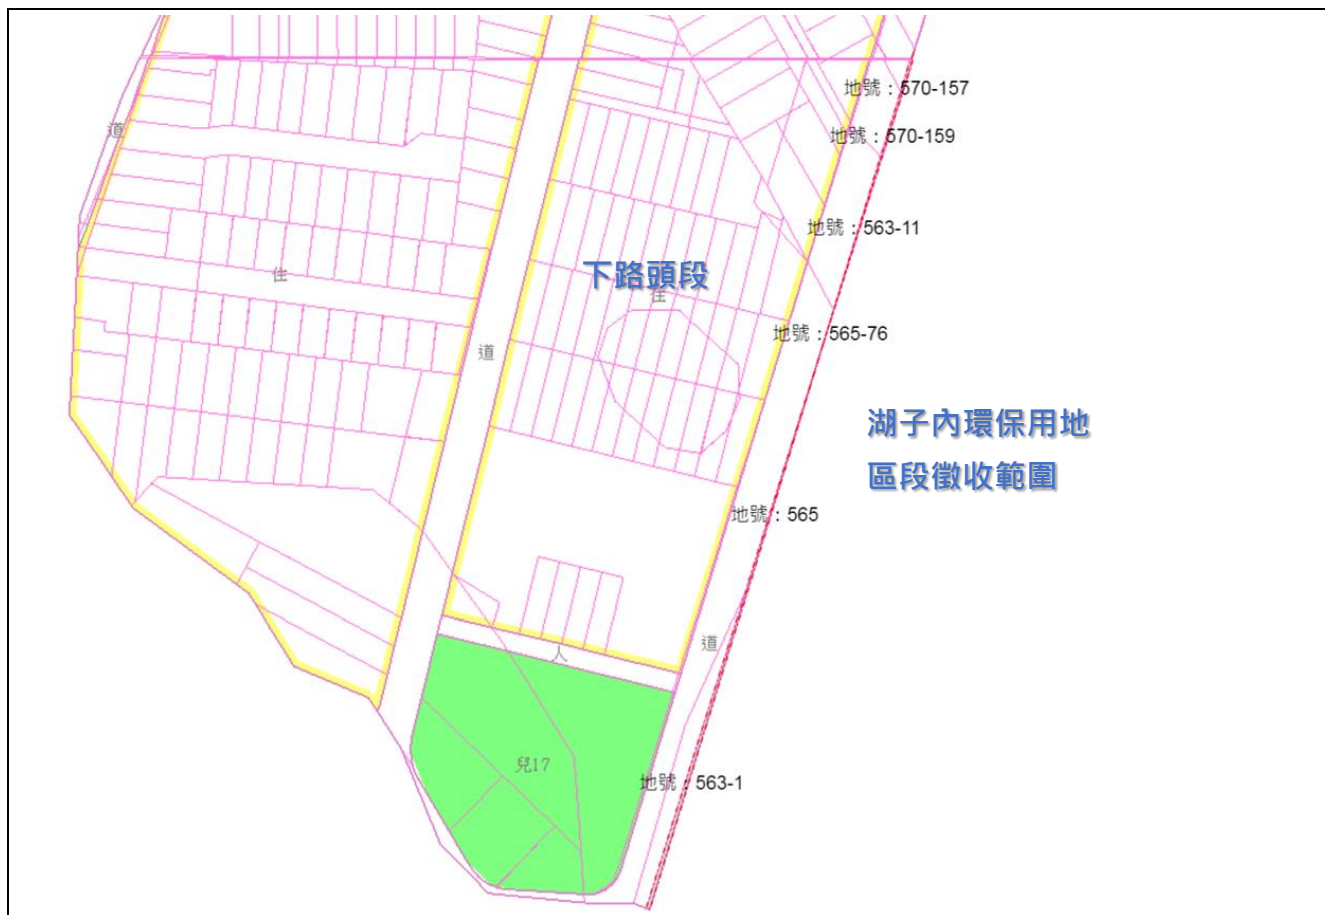 地號：570-157
道
地號：570-159
地號：563-11
下路頭段
住
住
地號：565-76
道
湖子內環保用地
區段徵收範圍
地號：565
道
人
兒17
地號：563-1